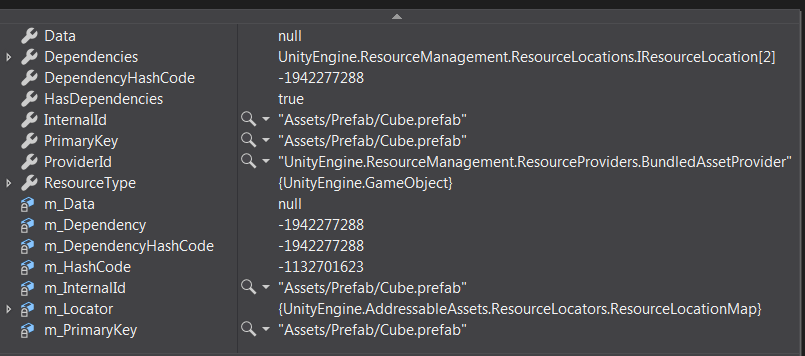 Data null
Dependencies UnityEngine.ResourceManagement.ResourceLocations.IResourceLocation[2]
DependencyHashCode -1942277288
HasDependencies true
InternalId "Assets/Prefab/Cube.prefab"
PrimaryKey "Assets/Prefab/Cube.prefab"
ProviderId "UnityEngine.ResourceManagement.ResourceProviders.BundledAssetProvider"
ResourceType {UnityEngine.GameObject}
m_Data null
m_Dependency -1942277288
m_DependencyHashCode -1942277288
m_HashCode -1132701623
m_InternalId "Assets/Prefab/Cube.prefab"
m_Locator {UnityEngine.AddressableAssets.ResourceLocators.ResourceLocationMap}
m_PrimaryKey "Assets/Prefab/Cube.prefab"